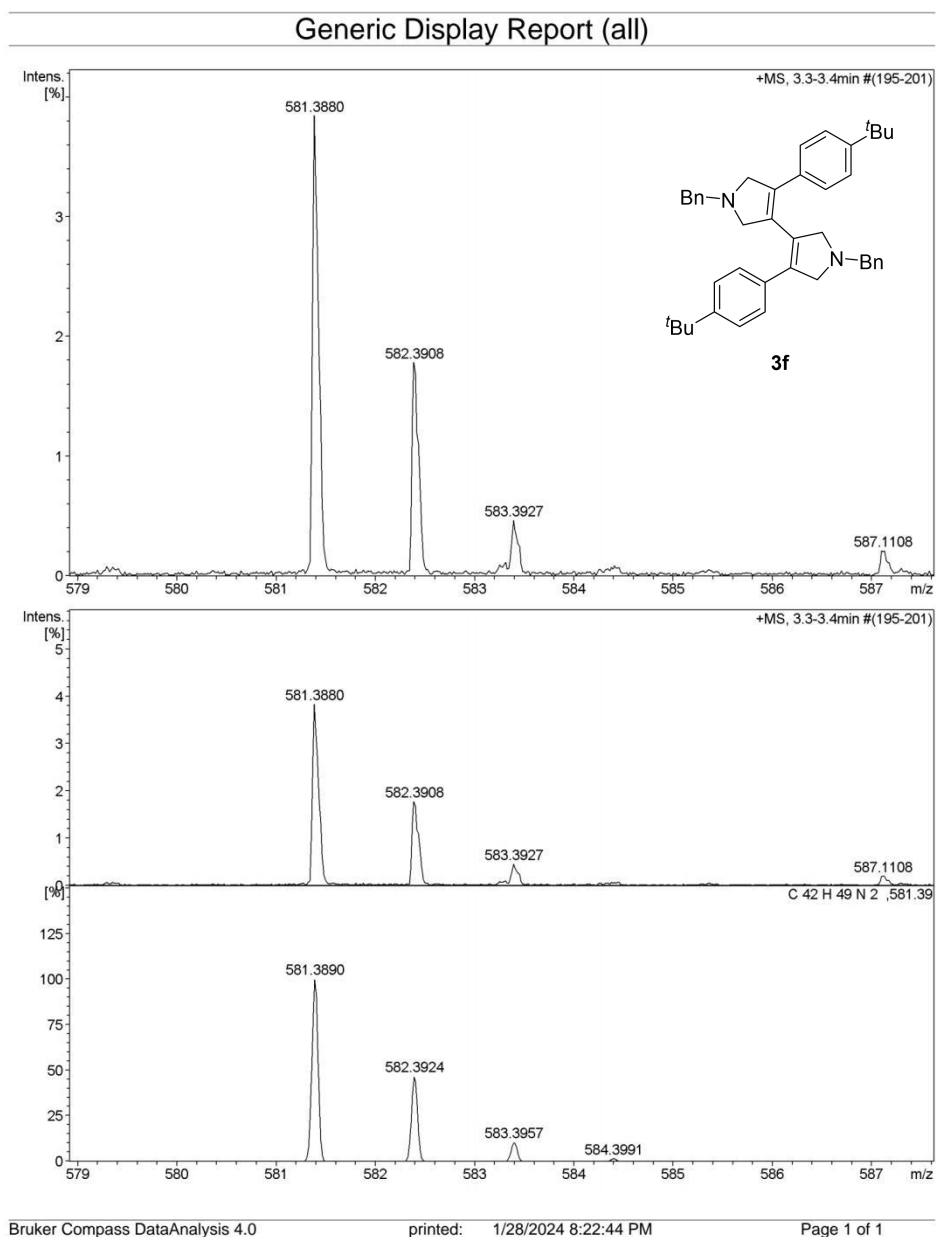 Generic Display Report (all)
Intens.
[%]
+MS, 3.3-3.4min #(195-201)
581.3880
tBu
Bn
N
3
N
Bn
2
582.3908
tBu
3f
1
583.3927
587.1108
0
579 580 581 582 583 584 585 586 587 m/z
Intens.
[%]
+MS, 3.3-3.4min #(195-201)
5
581.3880
4
3
582.3908
2
1
583.3927
587.1108
0
[%]
C 42 H 49 N 2 ,581.39
125
581.3890
100
75
582.3924
50
25
583.3957
584.3991
0
579 580 581 582 583 584 585 586 587 m/z
Bruker Compass DataAnalysis 4.0 printed: 1/28/2024 8:22:44 PM Page 1 of 1